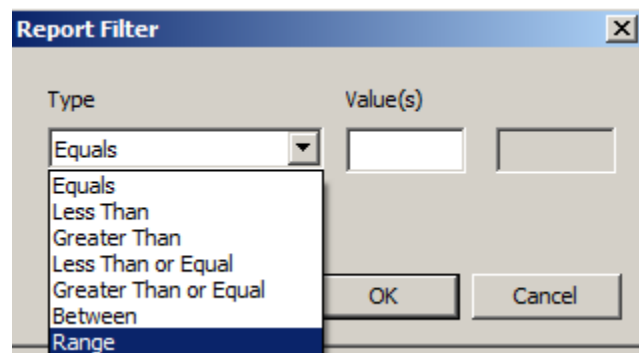 Report Filter
Type Value(s)
Equals
Equals
Less Than
Greater Than
Less Than or Equal
Greater Than or Equal
Between
Range
OK Cancel